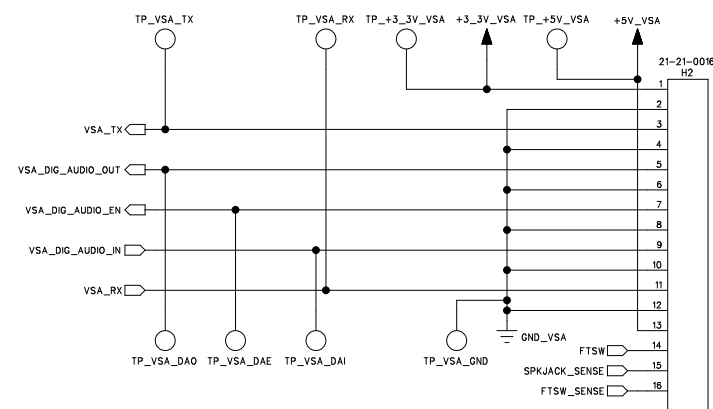 TP_VSA_TX
TP_VSA_RX
TP_+3_3V_VSA
+3_3V_VSA
TP_+5V_VSA
+5V_VSA
21-21-0016
H2
1
2
VSA_TX
3
4
VSA_DIG_AUDIO_OUT
5
6
VSA_DIG_AUDIO_EN
7
8
VSA_DIG_AUDIO_IN
9
10
VSA_RX
11
12
13
GND_VSA
TP_VSA_DAO
TP_VSA_DAE
TP_VSA_DAI
TP_VSA_GND
FTSW
14
SPKJACK_SENSE
15
FTSW_SENSE
16